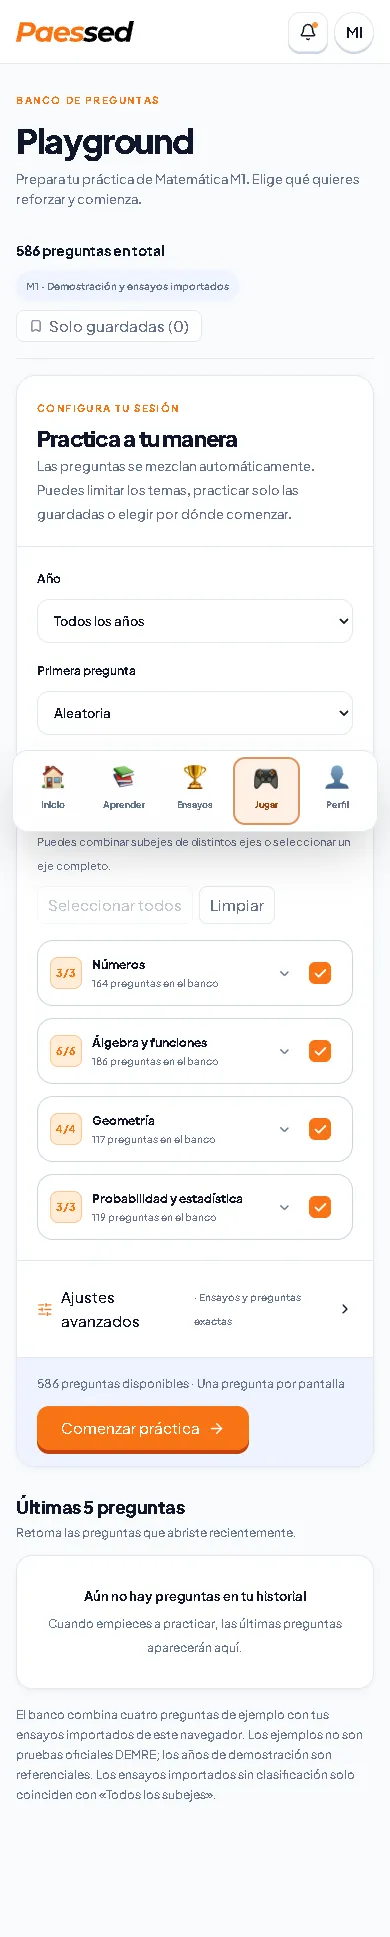 Paessed
MI
BANCO DE PREGUNTAS
Playground
Prepara tu práctica de Matemática M1. Elige qué quieres
reforzar y comienza.
586 preguntas en total
M1 · Demostración y ensayos importados
Solo guardadas (0)
CONFIGURA TU SESIÓN
Practica a tu manera
Las preguntas se mezclan automáticamente.
Puedes limitar los temas, practicar solo las
guardadas o elegir por dónde comenzar.
Año
Todos los años
Primera pregunta
Aleatoria
Inicio Aprender Ensayos Jugar Perfil
Puedes combinar subejes de distintos ejes o seleccionar un
eje completo.
Seleccionar todos Limpiar
3/3 Números
164 preguntas en el banco
6/6 Álgebra y funciones
186 preguntas en el banco
4/4 Geometría
117 preguntas en el banco
3/3 Probabilidad y estadística
119 preguntas en el banco
Ajustes avanzados · Ensayos y preguntas exactas
586 preguntas disponibles · Una pregunta por pantalla
Comenzar práctica →
Últimas 5 preguntas
Retoma las preguntas que abriste recientemente.
Aún no hay preguntas en tu historial
Cuando empieces a practicar, las últimas preguntas
aparecerán aquí.
El banco combina cuatro preguntas de ejemplo con tus
ensayos importados de este navegador. Los ejemplos no son
pruebas oficiales DEMRE; los años de demostración son
referenciales. Los ensayos importados sin clasificación solo
coinciden con «Todos los subejes».